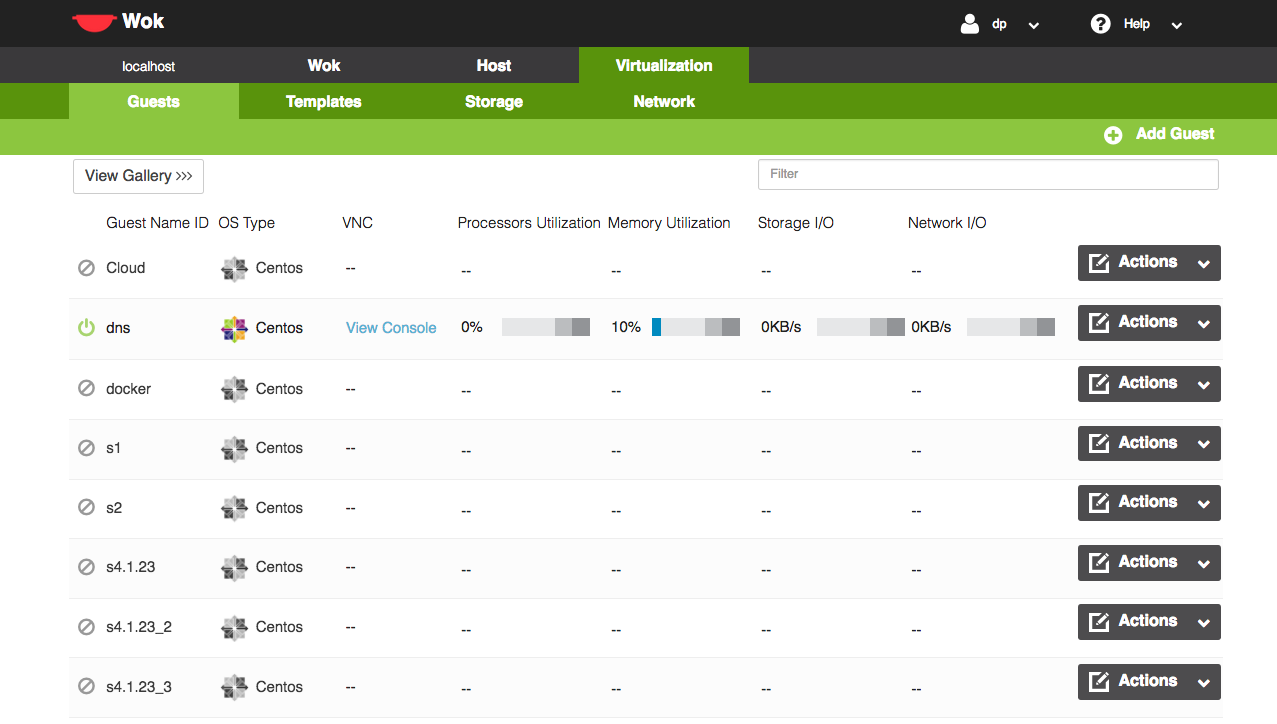 Wok dp Help
localhost Wok Host Virtualization
Guests Templates Storage Network
Add Guest
View Gallery >>> Filter
Guest Name ID OS Type VNC Processors Utilization Memory Utilization Storage I/O Network I/O
Cloud Centos -- -- -- -- -- Actions
dns Centos View Console 0% 10% 0KB/s 0KB/s Actions
docker Centos -- -- -- -- -- Actions
s1 Centos -- -- -- -- -- Actions
s2 Centos -- -- -- -- -- Actions
s4.1.23 Centos -- -- -- -- -- Actions
s4.1.23_2 Centos -- -- -- -- -- Actions
s4.1.23_3 Centos -- -- -- -- -- Actions